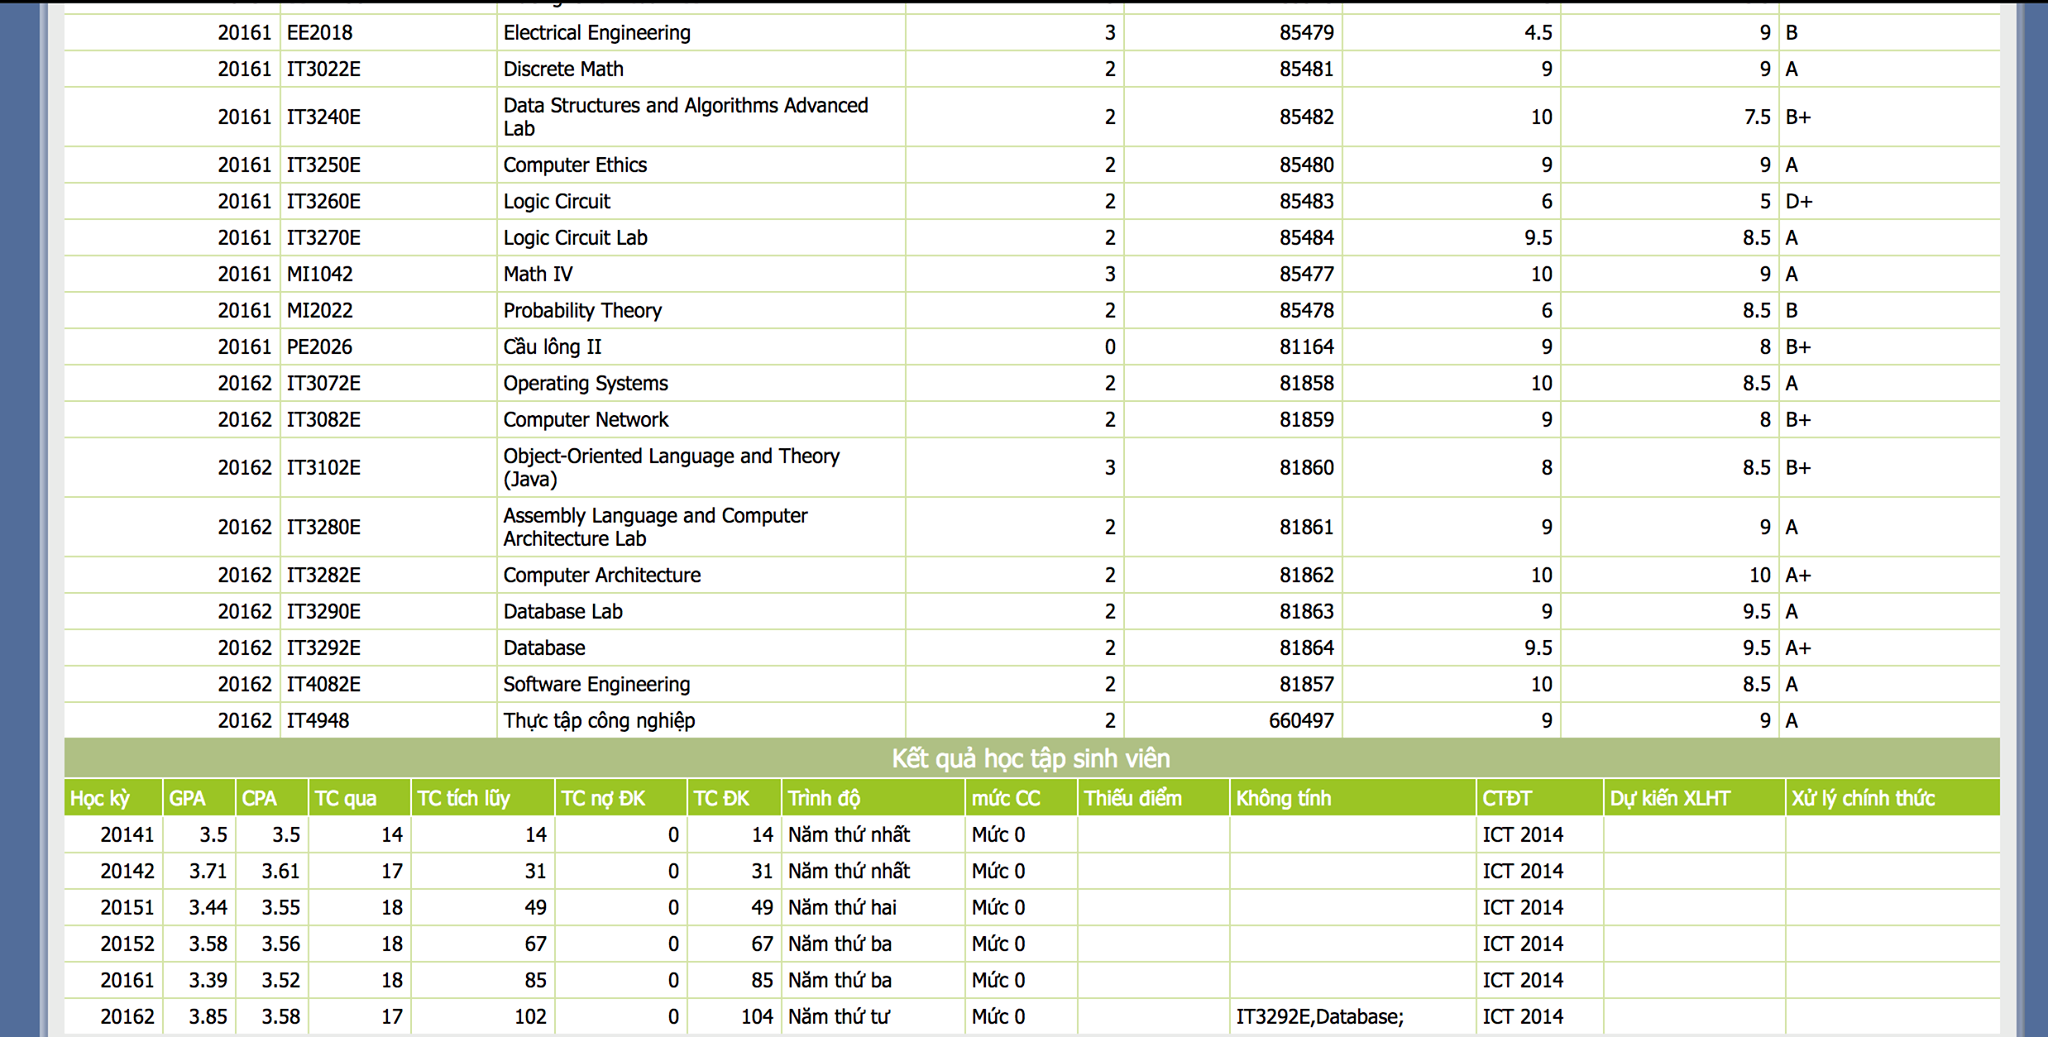 20161 EE2018 Electrical Engineering 3 85479 4.5 9 B
20161 IT3022E Discrete Math 2 85481 9 9 A
20161 IT3240E Data Structures and Algorithms Advanced Lab 2 85482 10 7.5 B+
20161 IT3250E Computer Ethics 2 85480 9 9 A
20161 IT3260E Logic Circuit 2 85483 6 5 D+
20161 IT3270E Logic Circuit Lab 2 85484 9.5 8.5 A
20161 MI1042 Math IV 3 85477 10 9 A
20161 MI2022 Probability Theory 2 85478 6 8.5 B
20161 PE2026 Cầu lông II 0 81164 9 8 B+
20162 IT3072E Operating Systems 2 81858 10 8.5 A
20162 IT3082E Computer Network 2 81859 9 8 B+
20162 IT3102E Object-Oriented Language and Theory (Java) 3 81860 8 8.5 B+
20162 IT3280E Assembly Language and Computer Architecture Lab 2 81861 9 9 A
20162 IT3282E Computer Architecture 2 81862 10 10 A+
20162 IT3290E Database Lab 2 81863 9 9.5 A
20162 IT3292E Database 2 81864 9.5 9.5 A+
20162 IT4082E Software Engineering 2 81857 10 8.5 A
20162 IT4948 Thực tập công nghiệp 2 660497 9 9 A
Kết quả học tập sinh viên
Học kỳ GPA CPA TC qua TC tích lũy TC nợ ĐK TC ĐK Trình độ mức CC Thiếu điểm Không tính CTĐT Dự kiến XLHT Xử lý chính thức
20141 3.5 3.5 14 14 0 14 Năm thứ nhất Mức 0 ICT 2014
20142 3.71 3.61 17 31 0 31 Năm thứ nhất Mức 0 ICT 2014
20151 3.44 3.55 18 49 0 49 Năm thứ hai Mức 0 ICT 2014
20152 3.58 3.56 18 67 0 67 Năm thứ ba Mức 0 ICT 2014
20161 3.39 3.52 18 85 0 85 Năm thứ ba Mức 0 ICT 2014
20162 3.85 3.58 17 102 0 104 Năm thứ tư Mức 0 IT3292E,Database; ICT 2014